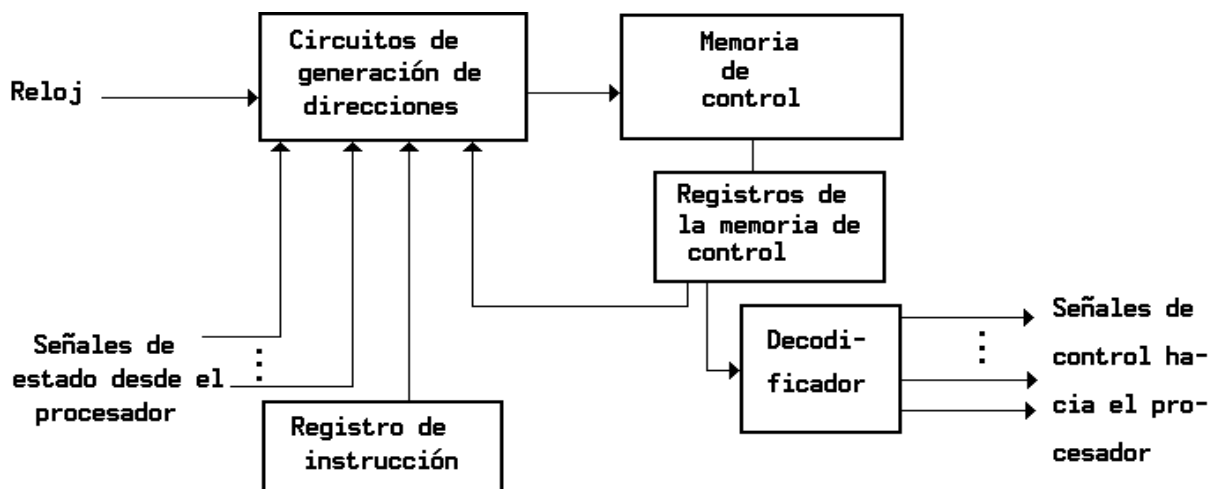 Circuitos de
generación de
direcciones
Memoria
de
control
Reloj
Registros de
la memoria de
control
Señales de
estado desde el
procesador
Registro de
instrucción
Decodi-
ficador
Señales de
control ha-
cia el pro-
cesador